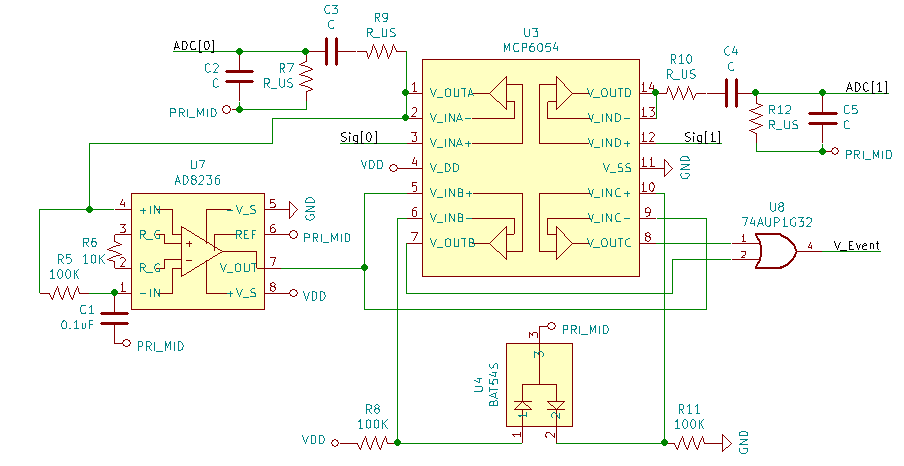 C3
C
R9
R_US
ADC[0]
C2
C
R7
R_US
PRI_MID
U3
MCP6054
1 V_OUTA
2 V_INA-
3 V_INA+
4 V_DD
5 V_INB+
6 V_INB-
7 V_OUTB
V_OUTD 14
V_IND- 13
V_IND+ 12
V_SS 11
V_INC+ 10
V_INC- 9
V_OUTC 8
Sig[0]
VDD
R10
R_US
C4
C
ADC[1]
R12
R_US
C5
C
PRI_MID
Sig[1]
GND
U7
AD8236
4 +IN
3 R_G
2 R_G
1 -IN
-V_S 5
REF 6
V_OUT 7
+V_S 8
+
-
GND
PRI_MID
VDD
R6
10K
R5
100K
C1
0.1uF
PRI_MID
U8
74AUP1G32
1
2
4
V_Event
PRI_MID
3
3
U4
BAT54S
1
2
1
2
R8
100K
VDD
R11
100K
GND